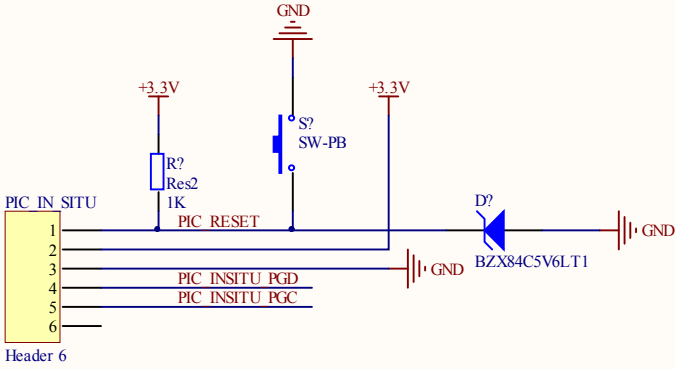 GND
+3.3V
+3.3V
S?
SW-PB
R?
Res2
1K
PIC_IN_SITU
D?
PIC_RESET
1
2
3
4
5
6
GND
BZX84C5V6LT1
GND
PIC_INSITU_PGD
PIC_INSITU_PGC
Header 6